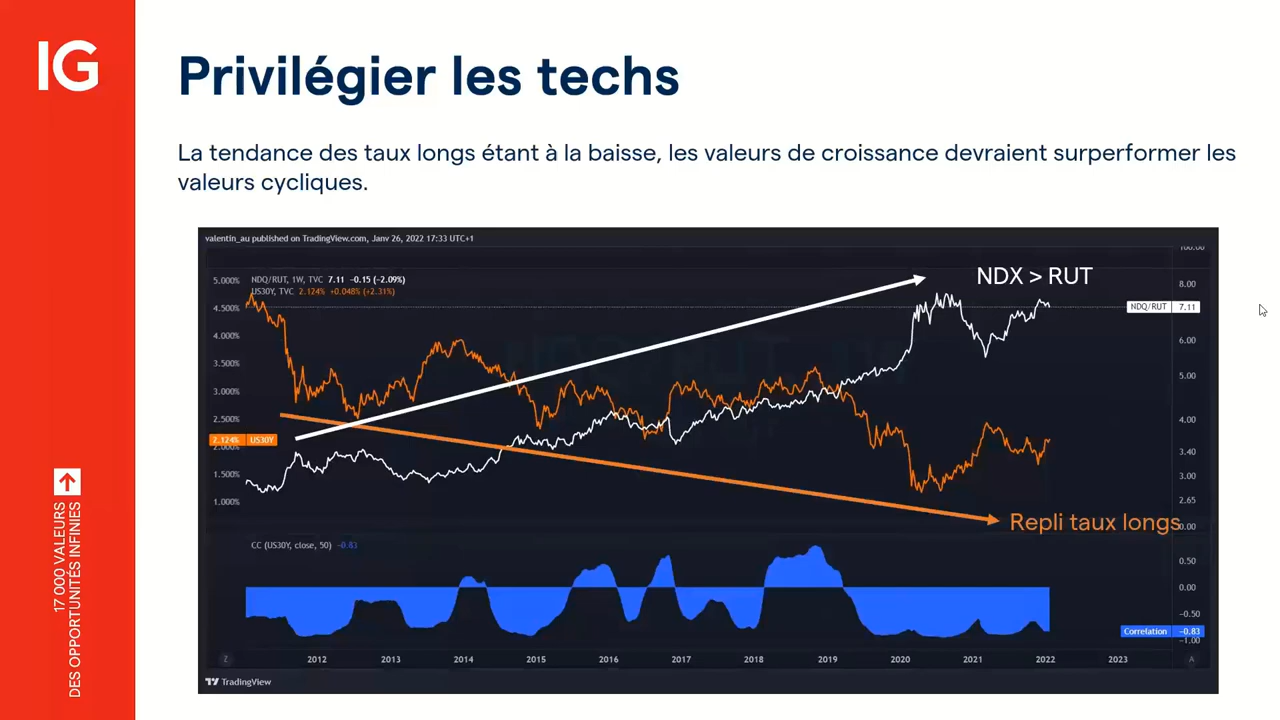 IG
Privilégier les techs
La tendance des taux longs étant à la baisse, les valeurs de croissance devraient surperformer les
valeurs cycliques.
valentin_au published on TradingView.com, Janv 26, 2022 17:33 UTC+1
NDQ/RUT, 1W, TVC 7.11 −0.15 (−2.09%)
US30Y, TVC 2.124% +0.048% (+2.31%)
NDX > RUT
5.000%
4.500%
4.000%
3.500%
3.000%
2.500%
2.124% US30Y
2.000%
1.500%
1.000%
100.00
8.00
NDQ/RUT 7.11
6.00
5.00
4.00
3.40
3.00
2.65
Repli taux longs
CC (US30Y, close, 50) −0.83
0.50
0.00
−0.50
Correlation −0.83
−1.00
Z 2012 2013 2014 2015 2016 2017 2018 2019 2020 2021 2022 2023 A
TradingView
17 000 VALEURS
DES OPPORTUNITÉS INFINIES